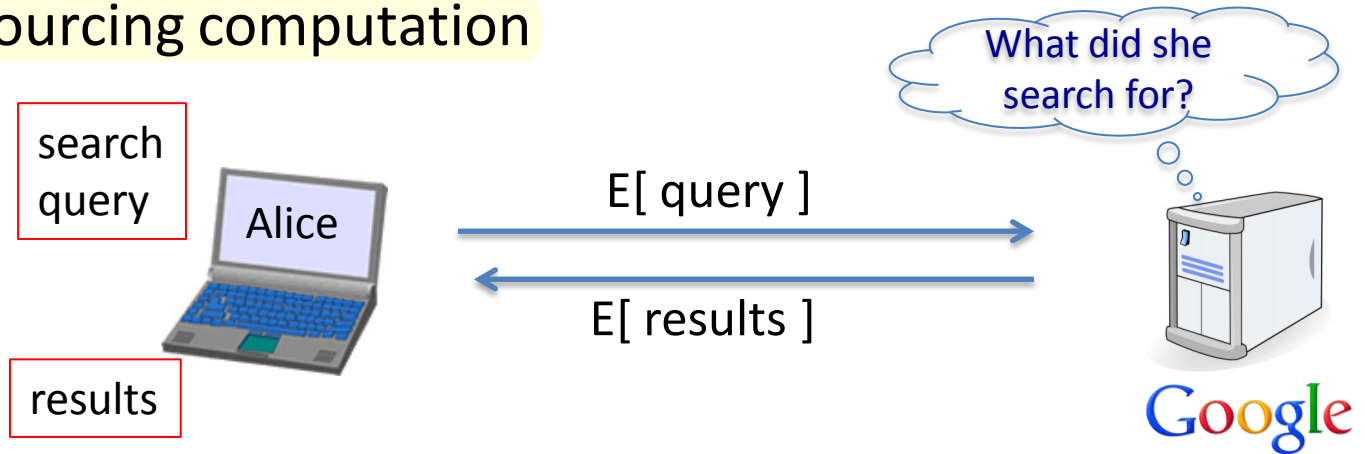 ourcing computation
What did she
search for?
search
query
Alice
E[ query ]
E[ results ]
results
Google